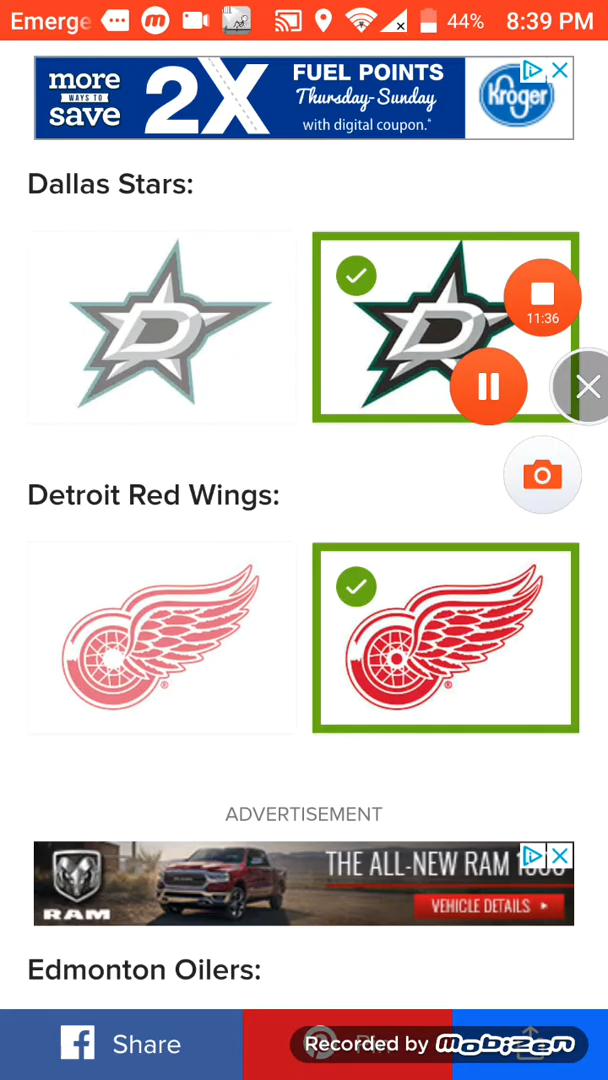 Emerge 44% 8:39 PM
more
WAYS TO
save
2X
FUEL POINTS
Thursday-Sunday
with digital coupon.*
Kroger
Dallas Stars:
D
11:36
Detroit Red Wings:
ADVERTISEMENT
RAM
THE ALL-NEW RAM
VEHICLE DETAILS
Edmonton Oilers:
Share
Recorded by MOBIZEN